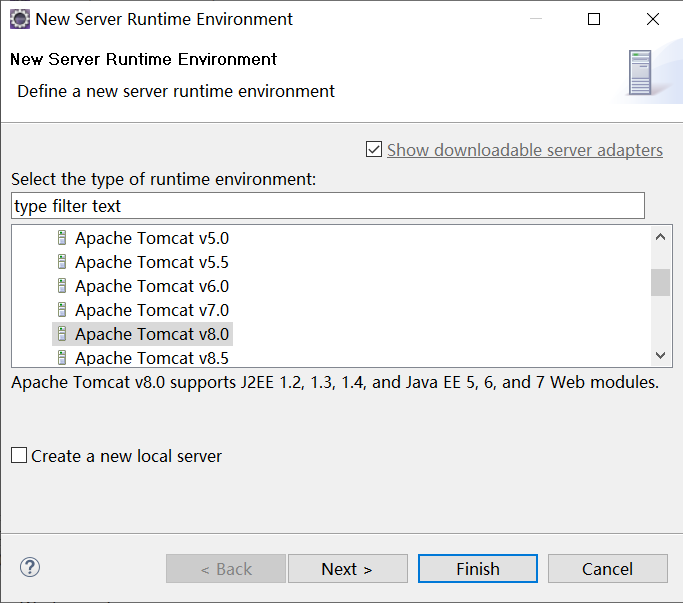 New Server Runtime Environment
New Server Runtime Environment
Define a new server runtime environment
Show downloadable server adapters
Select the type of runtime environment:
type filter text
Apache Tomcat v5.0
Apache Tomcat v5.5
Apache Tomcat v6.0
Apache Tomcat v7.0
Apache Tomcat v8.0
Apache Tomcat v8.5
Apache Tomcat v8.0 supports J2EE 1.2, 1.3, 1.4, and Java EE 5, 6, and 7 Web modules.
Create a new local server
? < Back Next > Finish Cancel